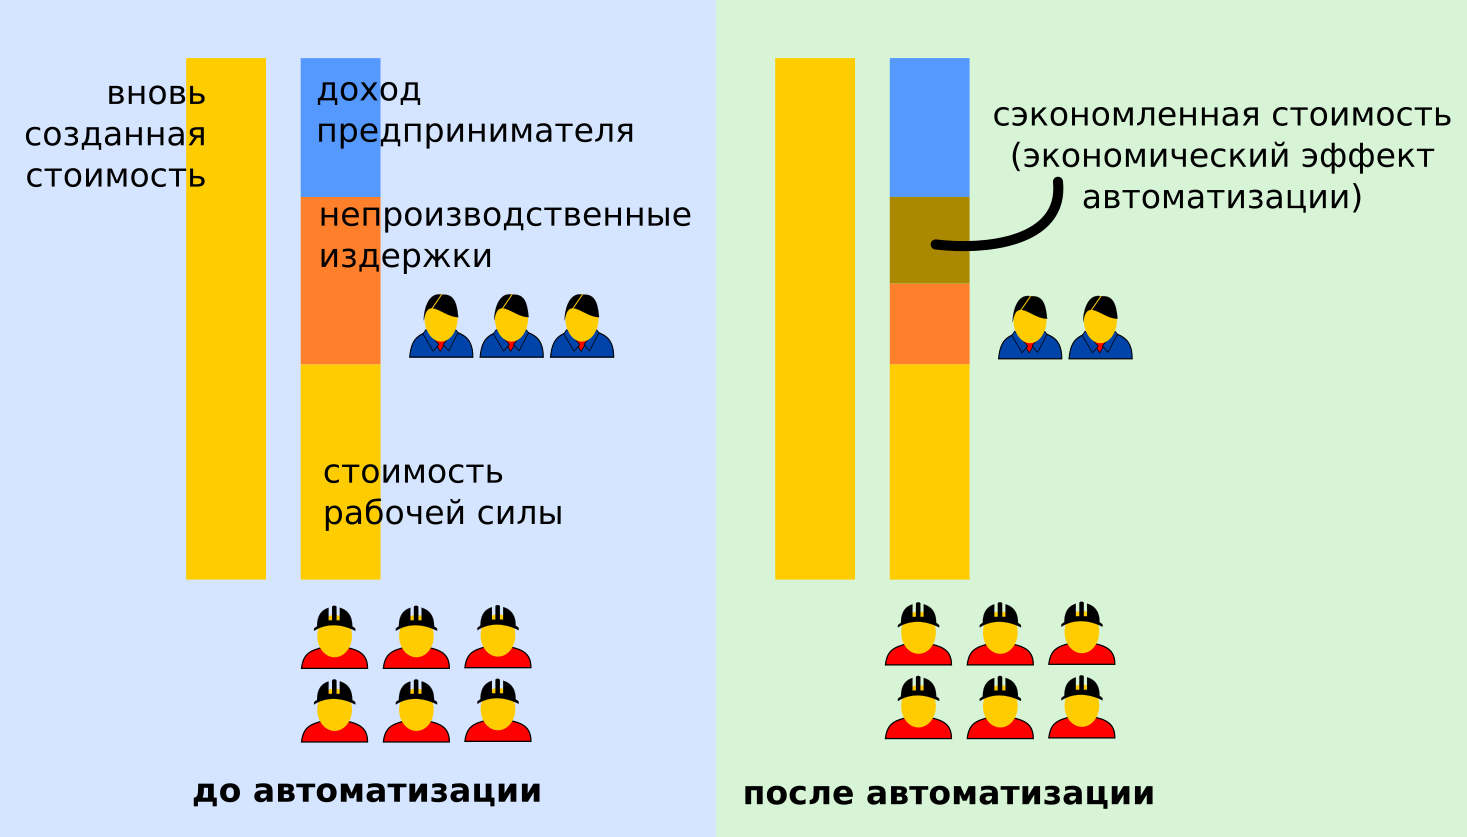 вновь
созданная
стоимость
доход
предпринимателя
непроизводственные
издержки
стоимость
рабочей силы
до автоматизации
сэкономленная стоимость
(экономический эффект
автоматизации)
после автоматизации